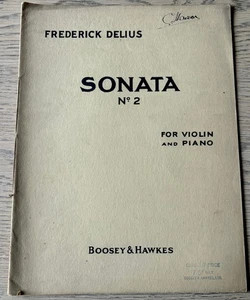 FREDERICK DELIUS
SONATA
Nº 2
FOR VIOLIN
AND PIANO
BOOSEY & HAWKES